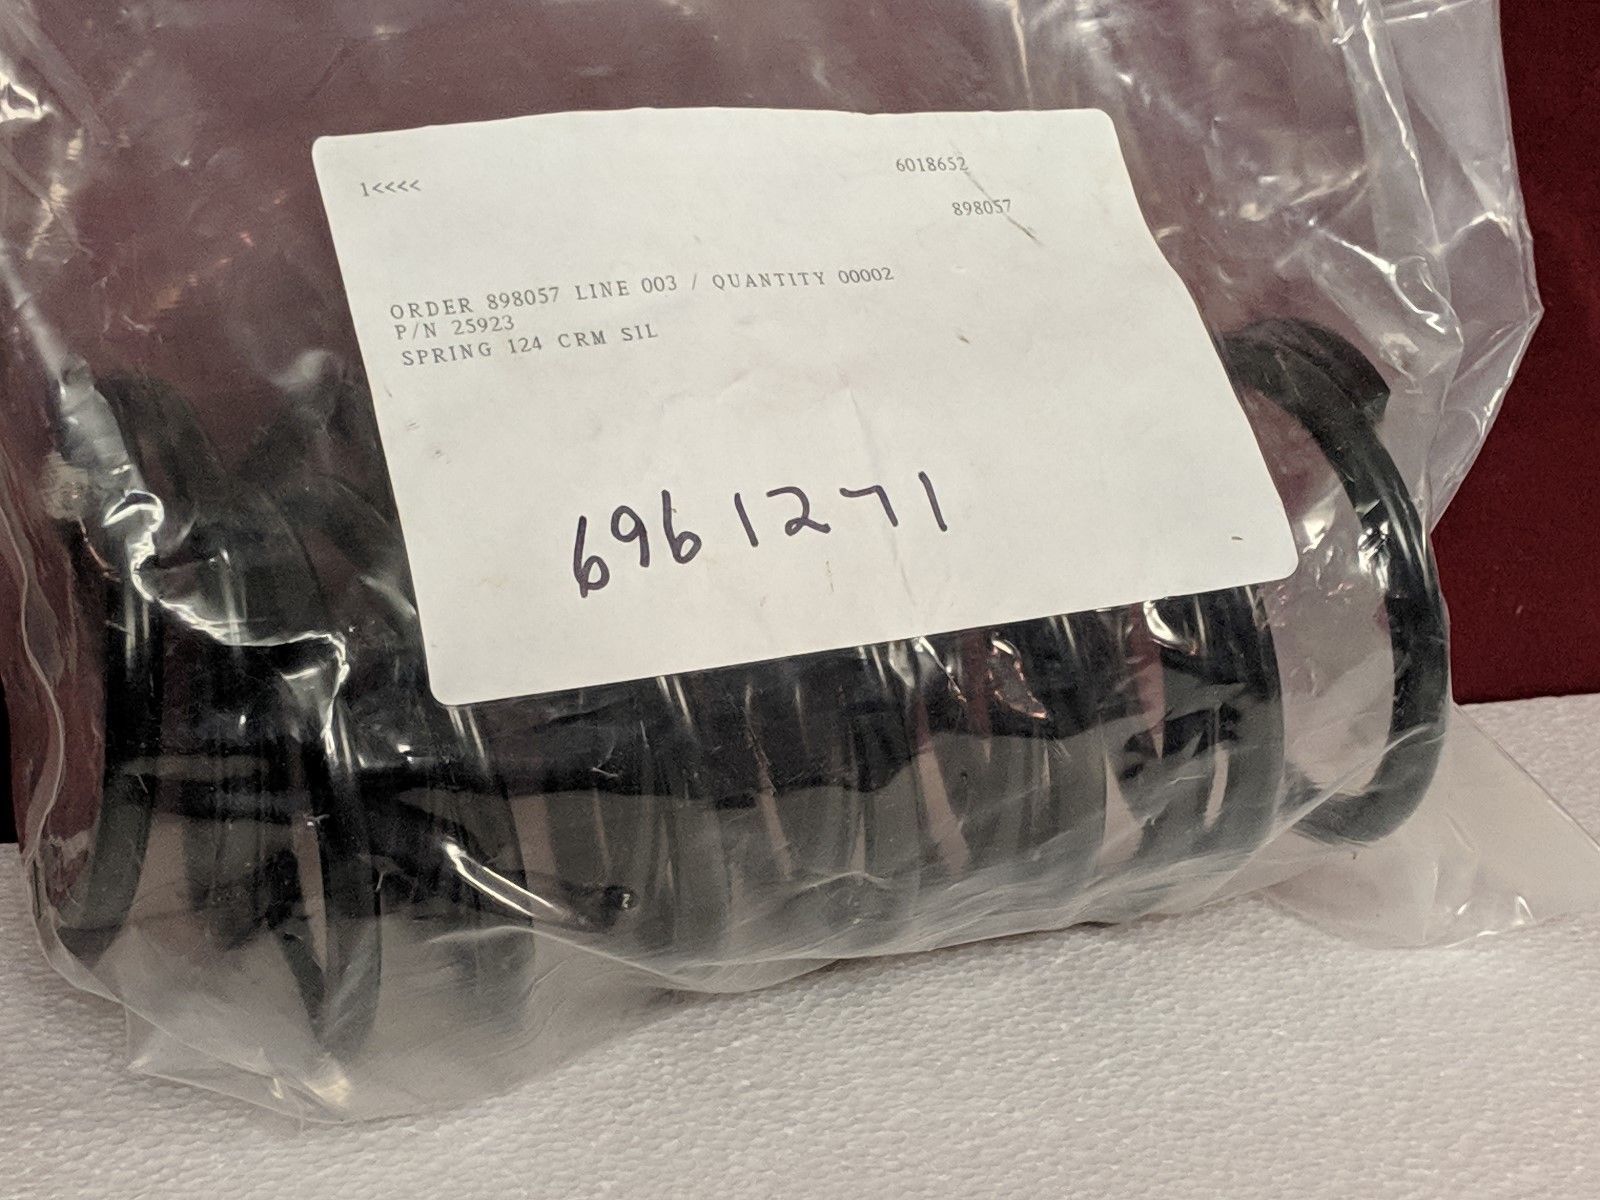 1<<<<
6018652
898057
ORDER 898057 LINE 003 / QUANTITY 00002
P/N 25923
SPRING 124 CRM SIL
6961271